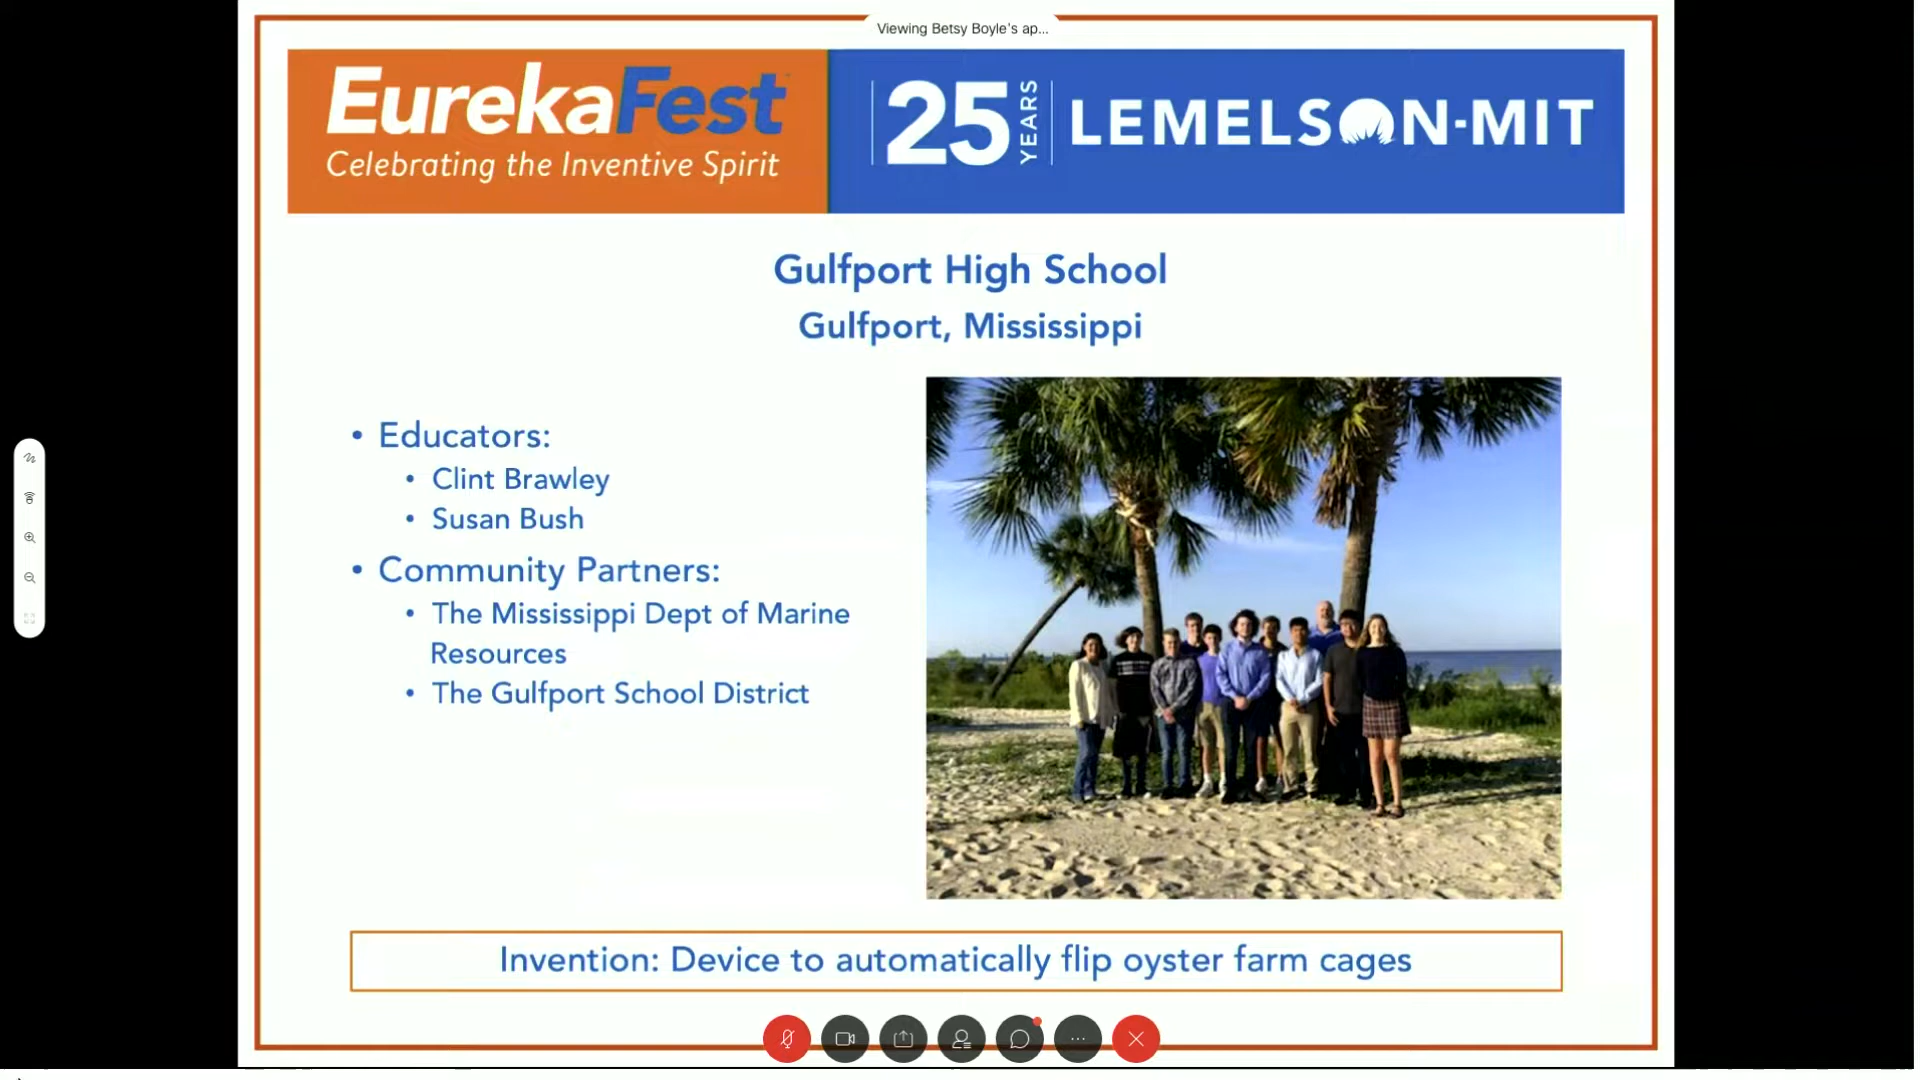 Viewing Betsy Boyle's ap...
EurekaFest
Celebrating the Inventive Spirit
25 YEARS
LEMELSON-MIT
Gulfport High School
Gulfport, Mississippi
• Educators:
• Clint Brawley
• Susan Bush
• Community Partners:
• The Mississippi Dept of Marine
Resources
• The Gulfport School District
Invention: Device to automatically flip oyster farm cages